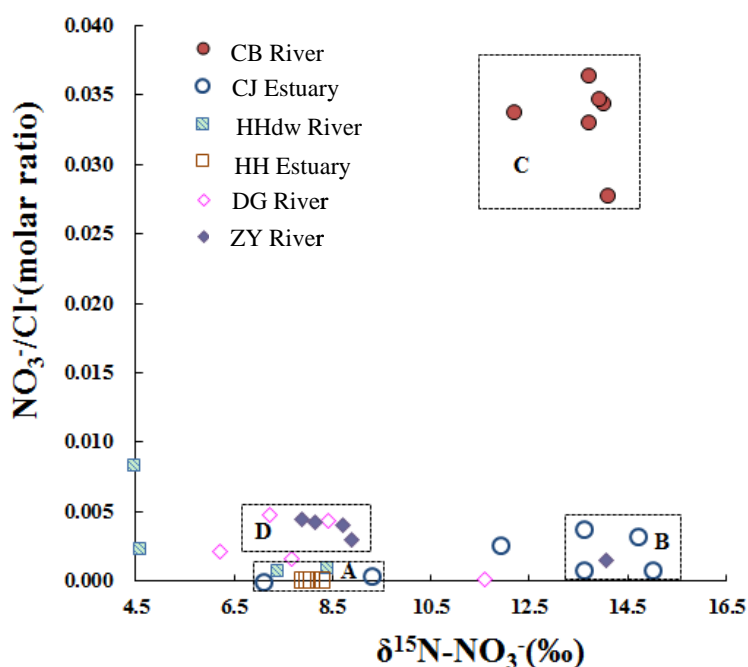 0.040
0.035
0.030
0.025
0.020
0.015
0.010
0.005
0.000
NO₃⁻/Cl⁻(molar ratio)
CB River
CJ Estuary
HHdw River
HH Estuary
DG River
ZY River
C
D
A
B
4.5 6.5 8.5 10.5 12.5 14.5 16.5
δ¹⁵N-NO₃⁻(‰)